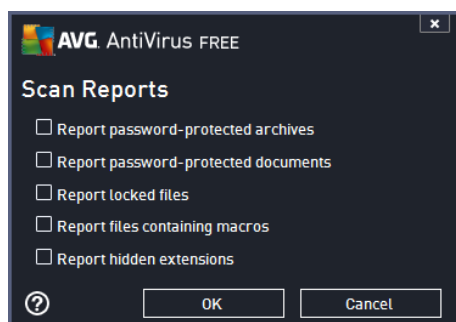 AVG. AntiVirus FREE
Scan Reports
Report password-protected archives
Report password-protected documents
Report locked files
Report files containing macros
Report hidden extensions
OK Cancel